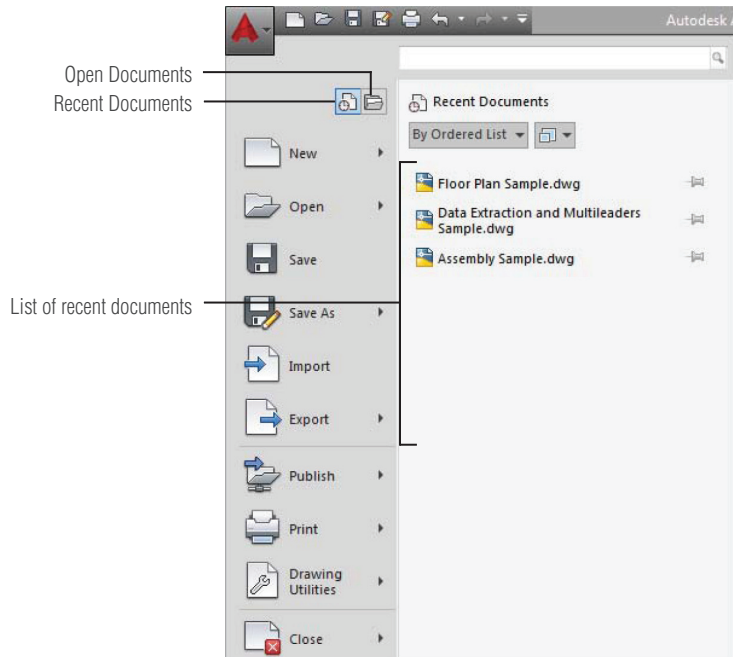 Autodesk A
Open Documents
Recent Documents
Recent Documents
By Ordered List
New
Floor Plan Sample.dwg
Open
Data Extraction and Multileaders
Sample.dwg
Save
Assembly Sample.dwg
List of recent documents
Save As
Import
Export
Publish
Print
Drawing
Utilities
Close